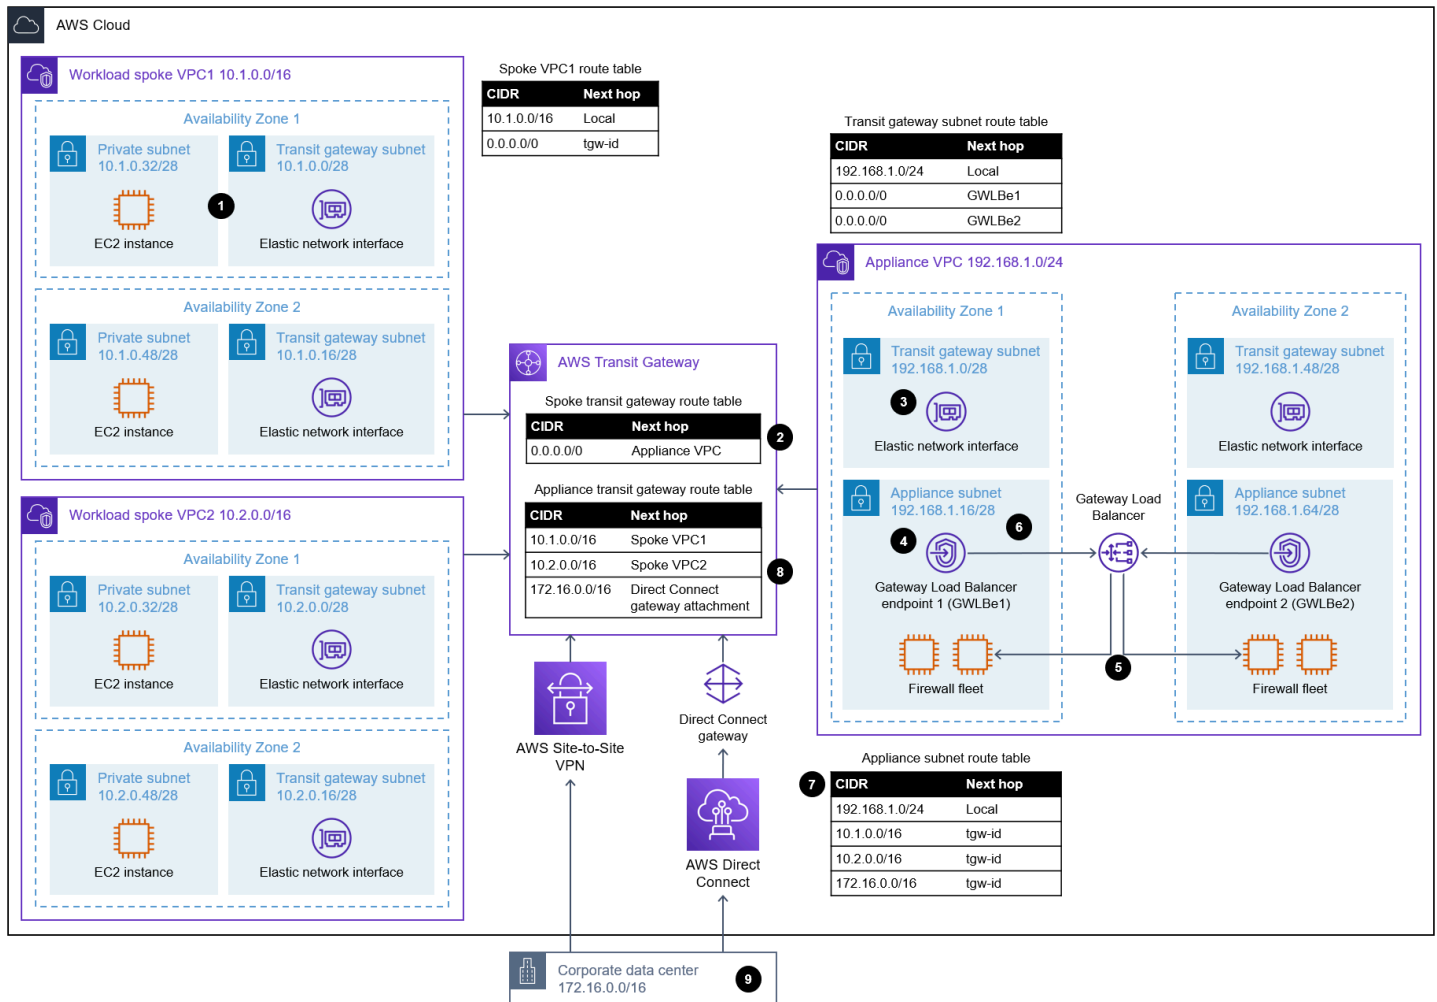 AWS Cloud
Workload spoke VPC1 10.1.0.0/16
Availability Zone 1
Private subnet
10.1.0.32/28
EC2 instance
1
Transit gateway subnet
10.1.0.0/28
Elastic network interface
Availability Zone 2
Private subnet
10.1.0.48/28
EC2 instance
Transit gateway subnet
10.1.0.16/28
Elastic network interface
Workload spoke VPC2 10.2.0.0/16
Availability Zone 1
Private subnet
10.2.0.32/28
EC2 instance
Transit gateway subnet
10.2.0.0/28
Elastic network interface
Availability Zone 2
Private subnet
10.2.0.48/28
EC2 instance
Transit gateway subnet
10.2.0.16/28
Elastic network interface
Spoke VPC1 route table
CIDR Next hop
10.1.0.0/16 Local
0.0.0.0/0 tgw-id
AWS Transit Gateway
Spoke transit gateway route table
CIDR Next hop
0.0.0.0/0 Appliance VPC
2
Appliance transit gateway route table
CIDR Next hop
10.1.0.0/16 Spoke VPC1
10.2.0.0/16 Spoke VPC2
172.16.0.0/16 Direct Connect
gateway attachment
8
AWS Site-to-Site
VPN
Direct Connect
gateway
AWS Direct
Connect
Corporate data center
172.16.0.0/16
9
Transit gateway subnet route table
CIDR Next hop
192.168.1.0/24 Local
0.0.0.0/0 GWLBe1
0.0.0.0/0 GWLBe2
Appliance VPC 192.168.1.0/24
Availability Zone 1
Transit gateway subnet
192.168.1.0/28
3
Elastic network interface
Appliance subnet
192.168.1.16/28
4
6
Gateway Load Balancer
endpoint 1 (GWLBe1)
Firewall fleet
Gateway Load
Balancer
5
Availability Zone 2
Transit gateway subnet
192.168.1.48/28
Elastic network interface
Appliance subnet
192.168.1.64/28
Gateway Load Balancer
endpoint 2 (GWLBe2)
Firewall fleet
Appliance subnet route table
7
CIDR Next hop
192.168.1.0/24 Local
10.1.0.0/16 tgw-id
10.2.0.0/16 tgw-id
172.16.0.0/16 tgw-id